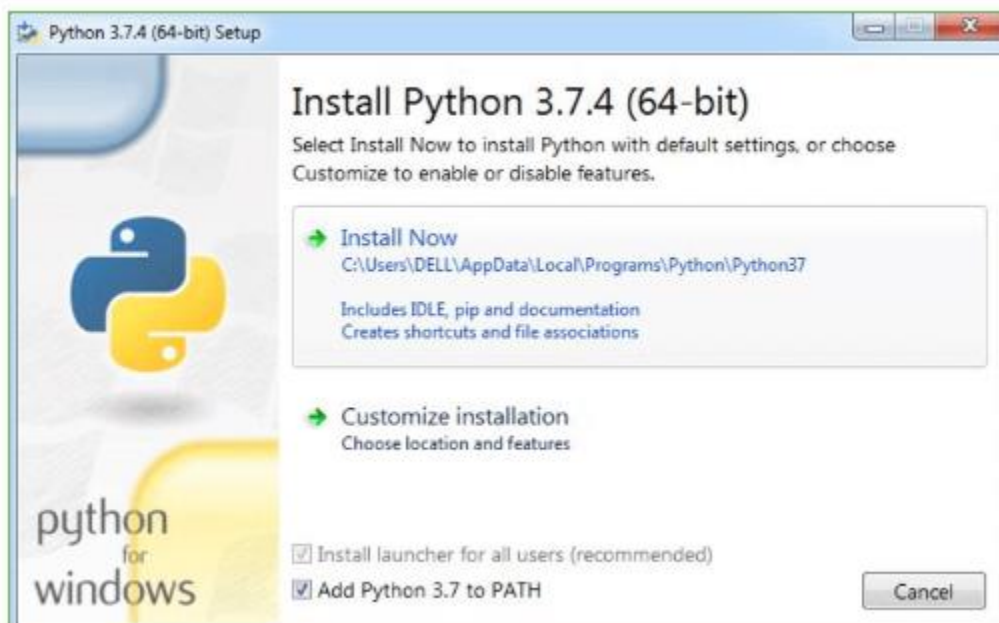 Python 3.7.4 (64-bit) Setup
Install Python 3.7.4 (64-bit)
Select Install Now to install Python with default settings, or choose
Customize to enable or disable features.
Install Now
C:\Users\DELL\AppData\Local\Programs\Python\Python37
Includes IDLE, pip and documentation
Creates shortcuts and file associations
Customize installation
Choose location and features
python
for
windows
Install launcher for all users (recommended)
Add Python 3.7 to PATH
Cancel